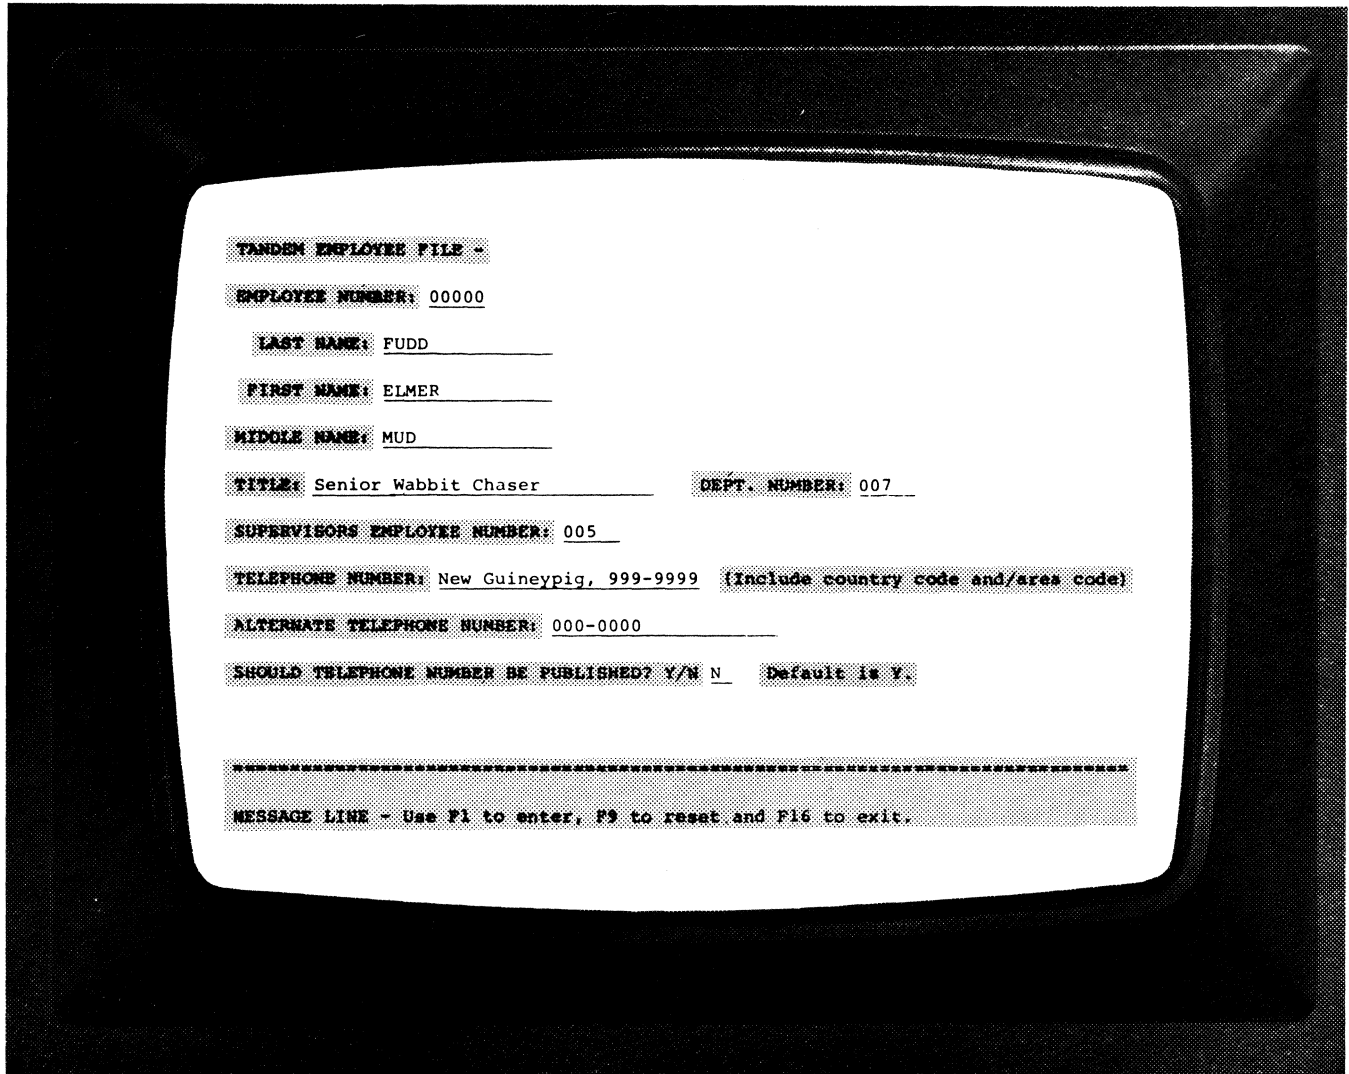 TANDEM EMPLOYEE FILE -
EMPLOYEE NUMBER: 00000
LAST NAME: FUDD
FIRST NAME: ELMER
MIDDLE NAME: MUD
TITLE: Senior Wabbit Chaser DEPT. NUMBER: 007
SUPERVISORS EMPLOYEE NUMBER: 005
TELEPHONE NUMBER: New Guineypig, 999-9999 (Include country code and/area code)
ALTERNATE TELEPHONE NUMBER: 000-0000
SHOULD TELEPHONE NUMBER BE PUBLISHED? Y/N N Default is Y.
MESSAGE LINE - Use F1 to enter, F9 to reset and F16 to exit.